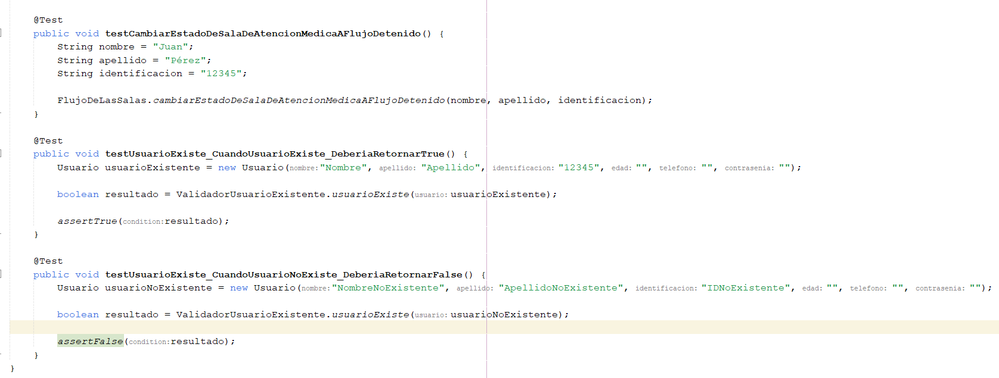 @Test
public void testCambiarEstadoDeSalaDeAtencionMedicaAFlujoDetenido() {
String nombre = "Juan";
String apellido = "Pérez";
String identificacion = "12345";
FlujoDeLasSalas.cambiarEstadoDeSalaDeAtencionMedicaAFlujoDetenido(nombre, apellido, identificacion);
}
@Test
public void testUsuarioExiste_CuandoUsuarioExiste_DeberiaRetornarTrue() {
Usuario usuarioExistente = new Usuario(nombre: "Nombre", apellido: "Apellido", identificacion: "12345", edad: "", telefono: "", contrasenia: "");
boolean resultado = ValidadorUsuarioExistente.usuarioExiste(usuario: usuarioExistente);
assertTrue(condition: resultado);
}
@Test
public void testUsuarioExiste_CuandoUsuarioNoExiste_DeberiaRetornarFalse() {
Usuario usuarioNoExistente = new Usuario(nombre: "NombreNoExistente", apellido: "ApellidoNoExistente", identificacion: "IDNoExistente", edad: "", telefono: "", contrasenia: "");
boolean resultado = ValidadorUsuarioExistente.usuarioExiste(usuario: usuarioNoExistente);
assertFalse(condition: resultado);
}
}